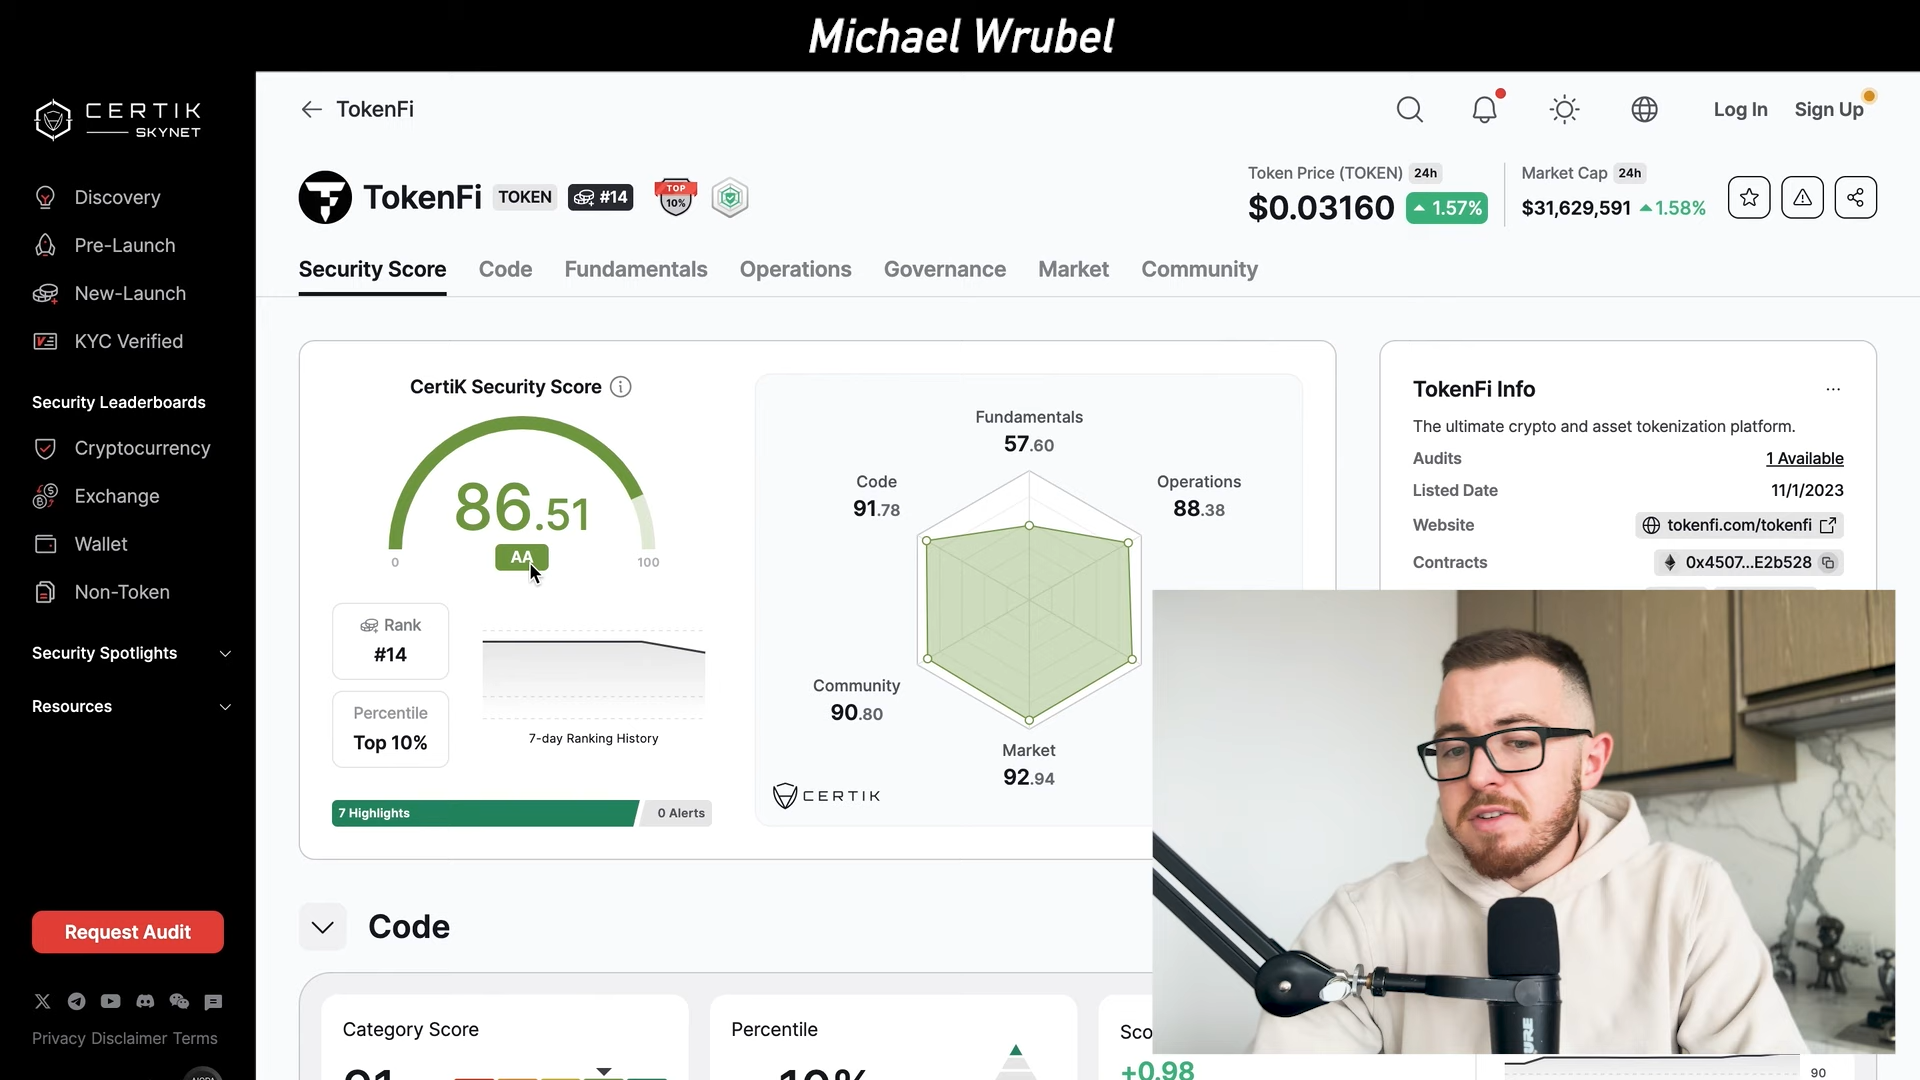 Michael Wrubel
CERTIK
SKYNET
Discovery
Pre-Launch
New-Launch
KYC Verified
Security Leaderboards
Cryptocurrency
Exchange
Wallet
Non-Token
Security Spotlights
Resources
Request Audit
Privacy Disclaimer Terms
TokenFi
Log In
Sign Up
TokenFi TOKEN #14 TOP 10%
Token Price (TOKEN) 24h
$0.03160 1.57%
Market Cap 24h
$31,629,591 1.58%
Security Score Code Fundamentals Operations Governance Market Community
CertiK Security Score
86.51
AA
0 100
Rank
#14
Percentile
Top 10%
7-day Ranking History
7 Highlights 0 Alerts
Fundamentals
57.60
Code
91.78
Operations
88.38
Community
90.80
Market
92.94
CERTIK
TokenFi Info
The ultimate crypto and asset tokenization platform.
Audits 1 Available
Listed Date 11/1/2023
Website tokenfi.com/tokenfi
Contracts 0x4507...E2b528
Code
Category Score
Percentile
Sco
+0.98
90